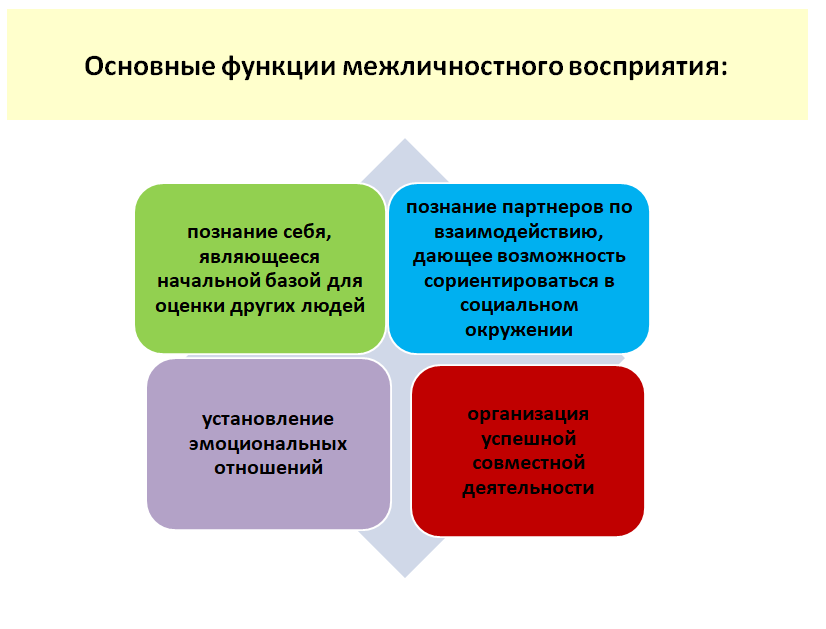 Основные функции межличностного восприятия:
познание себя,
являющееся
начальной базой для
оценки других людей
познание партнеров по
взаимодействию,
дающее возможность
сориентироваться в
социальном
окружении
установление
эмоциональных
отношений
организация
успешной
совместной
деятельности